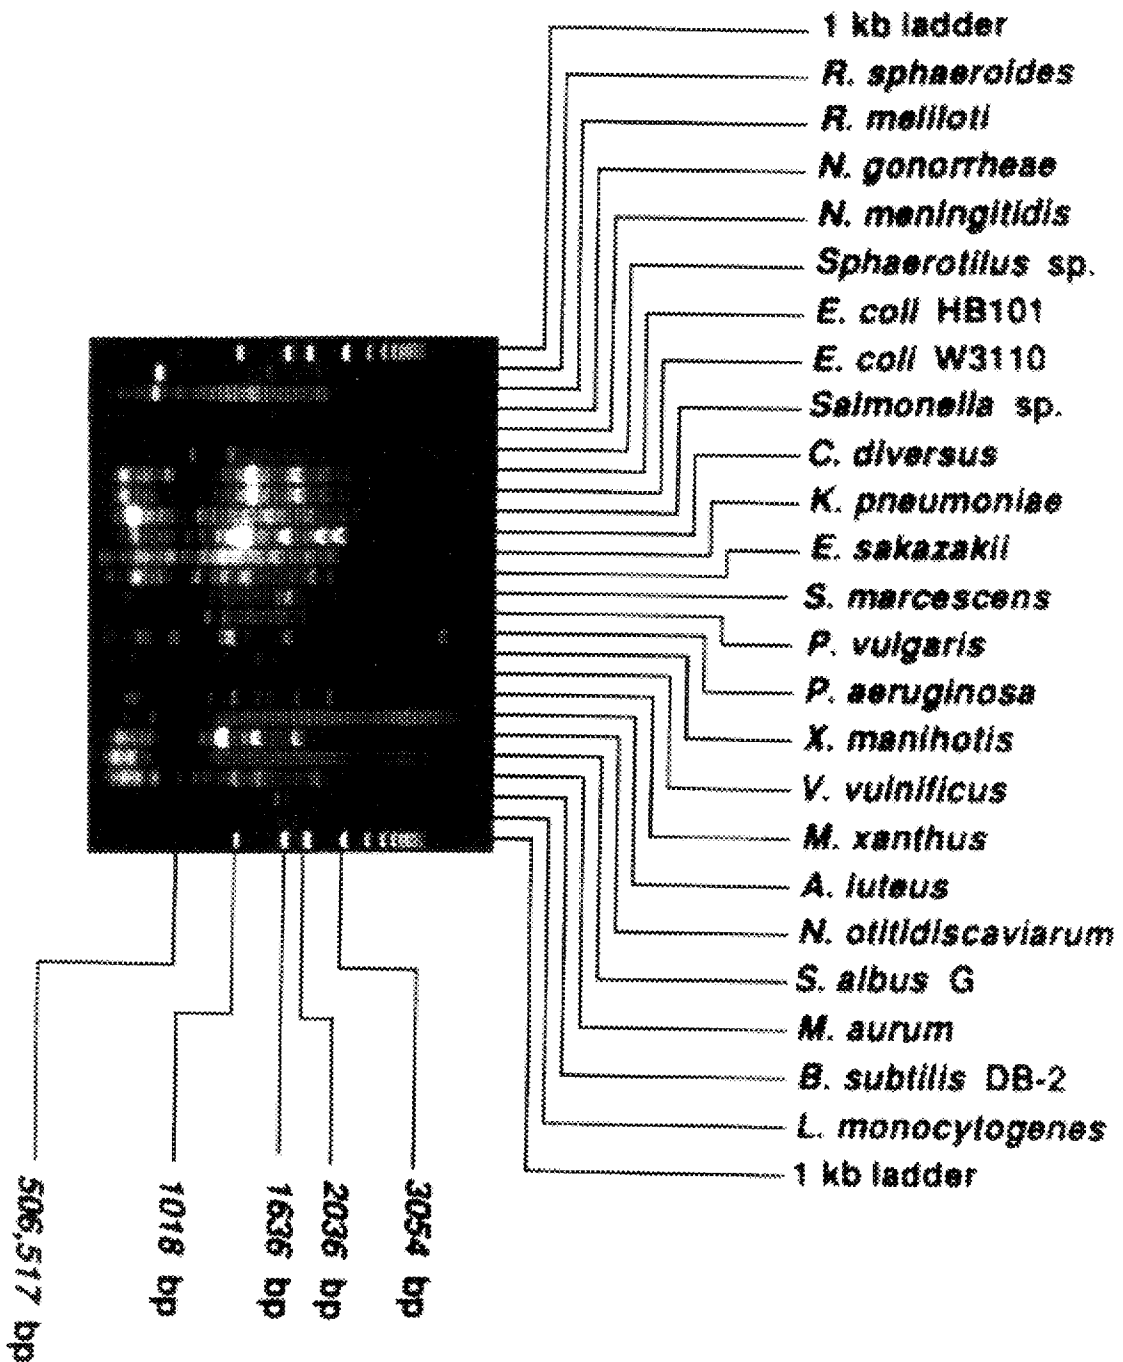 1 kb ladder
R. sphaeroides
R. meliloti
N. gonorrheae
N. meningitidis
Sphaerotilus sp.
E. coli HB101
E. coli W3110
Salmonella sp.
C. diversus
K. pneumoniae
E. sakazakii
S. marcescens
P. vulgaris
P. aeruginosa
X. manihotis
V. vulnificus
M. xanthus
A. luteus
N. otitidiscaviarum
S. albus G
M. aurum
B. subtilis DB-2
L. monocytogenes
1 kb ladder
506,517 bp
1018 bp
1636 bp
2036 bp
3054 bp